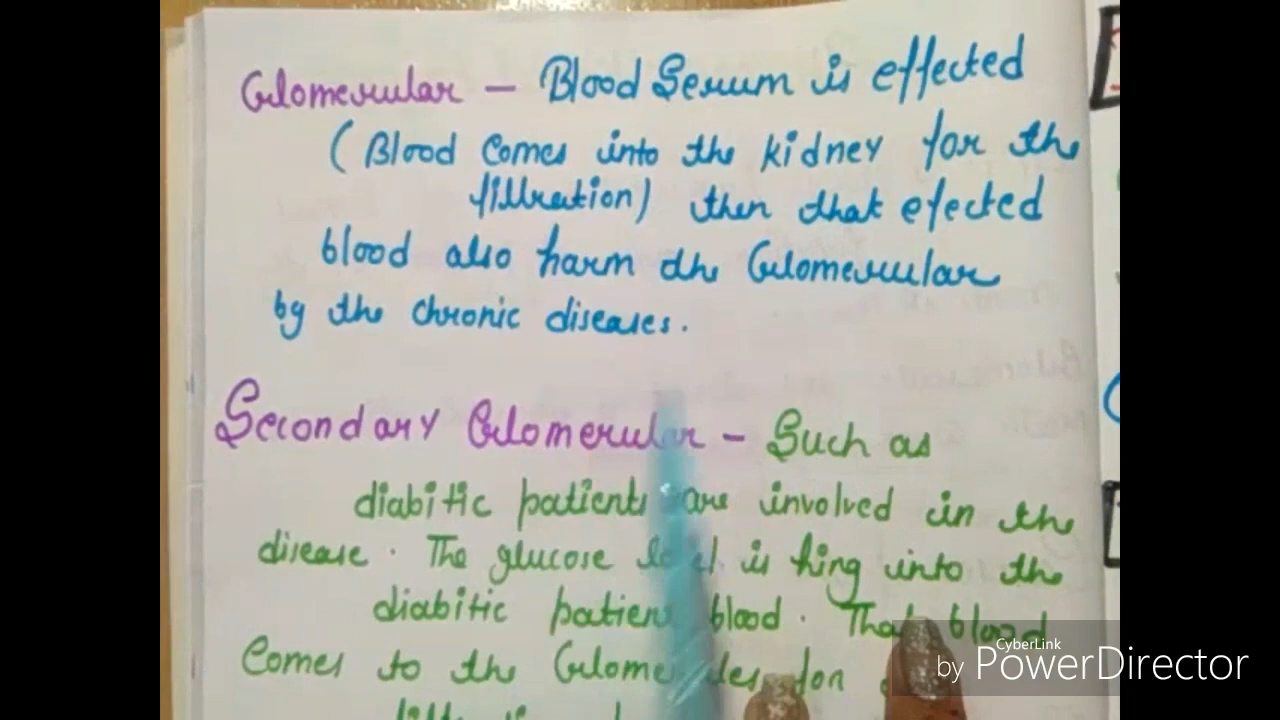 Glomerular – Blood Serum is effected
(Blood Comes into the kidney for the
filtration) then that efected
blood also harm the Glomerular
by the chronic diseases.
Secondary Glomerular – Such as
diabitic patients are involved in the
disease. The glucose is hing into the
diabitic patient blood. That blood
Comes to the for
CyberLink
by PowerDirector